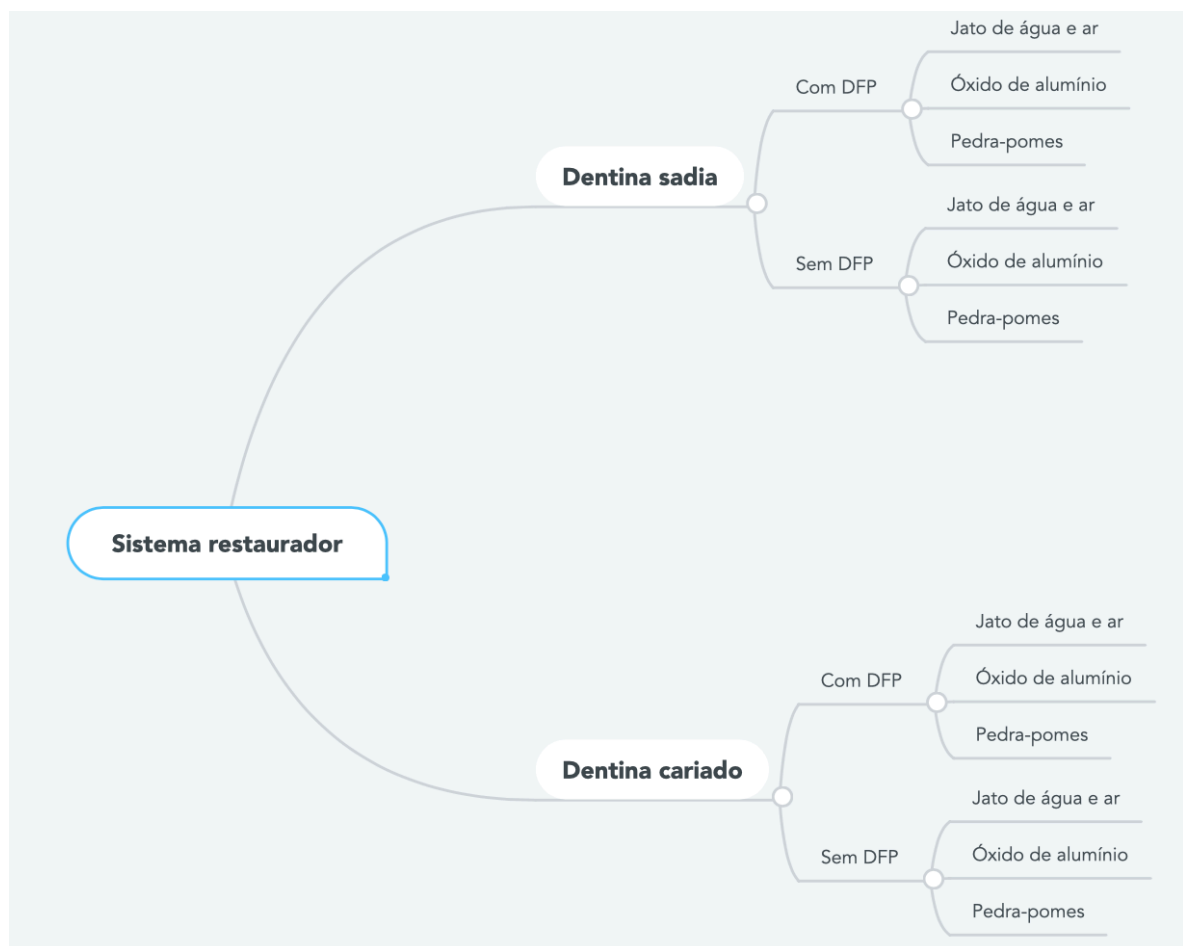 Jato de água e ar
Com DFP
Óxido de alumínio
Pedra-pomes
Dentina sadia
Jato de água e ar
Sem DFP
Óxido de alumínio
Pedra-pomes
Sistema restaurador
Jato de água e ar
Com DFP
Óxido de alumínio
Pedra-pomes
Dentina cariado
Jato de água e ar
Sem DFP
Óxido de alumínio
Pedra-pomes